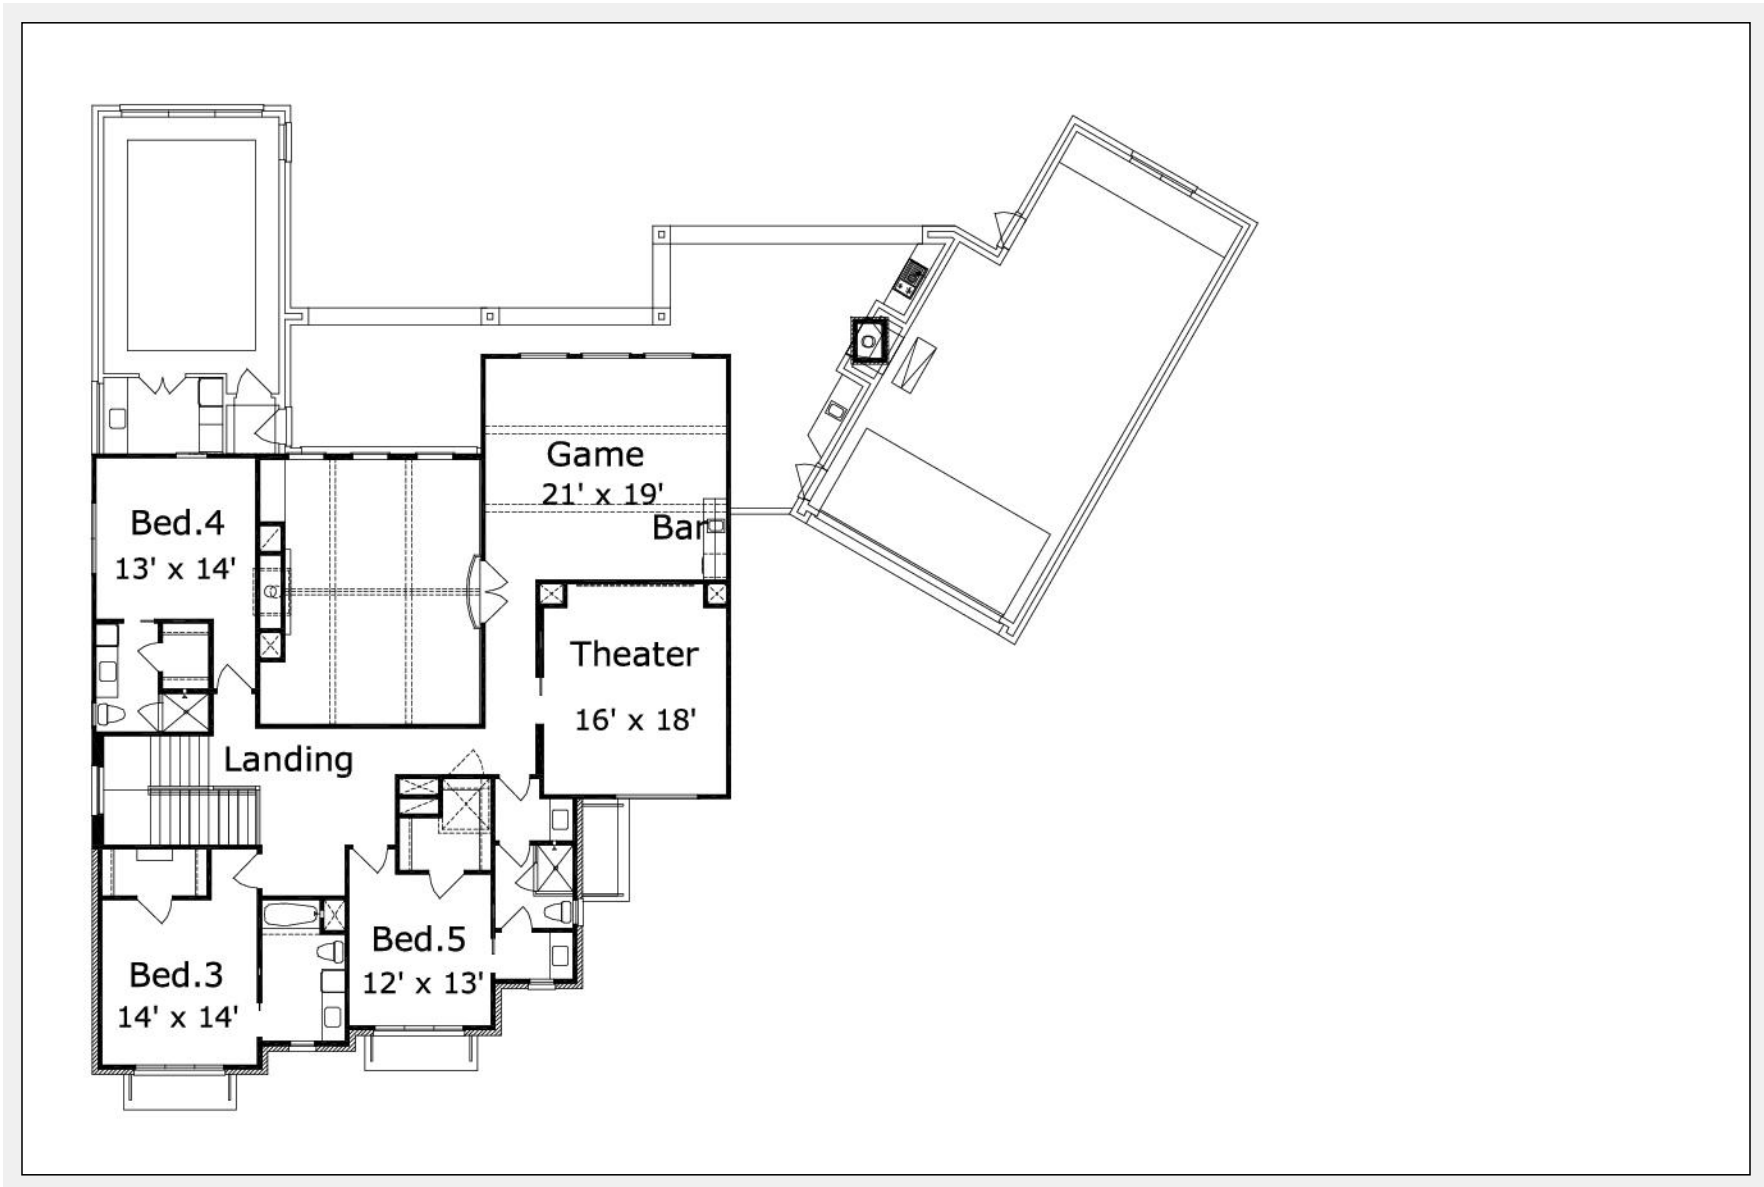 Game
21' x 19'
Bar
Bed.4
13' x 14'
Theater
16' x 18'
Landing
Bed.5
12' x 13'
Bed.3
14' x 14'